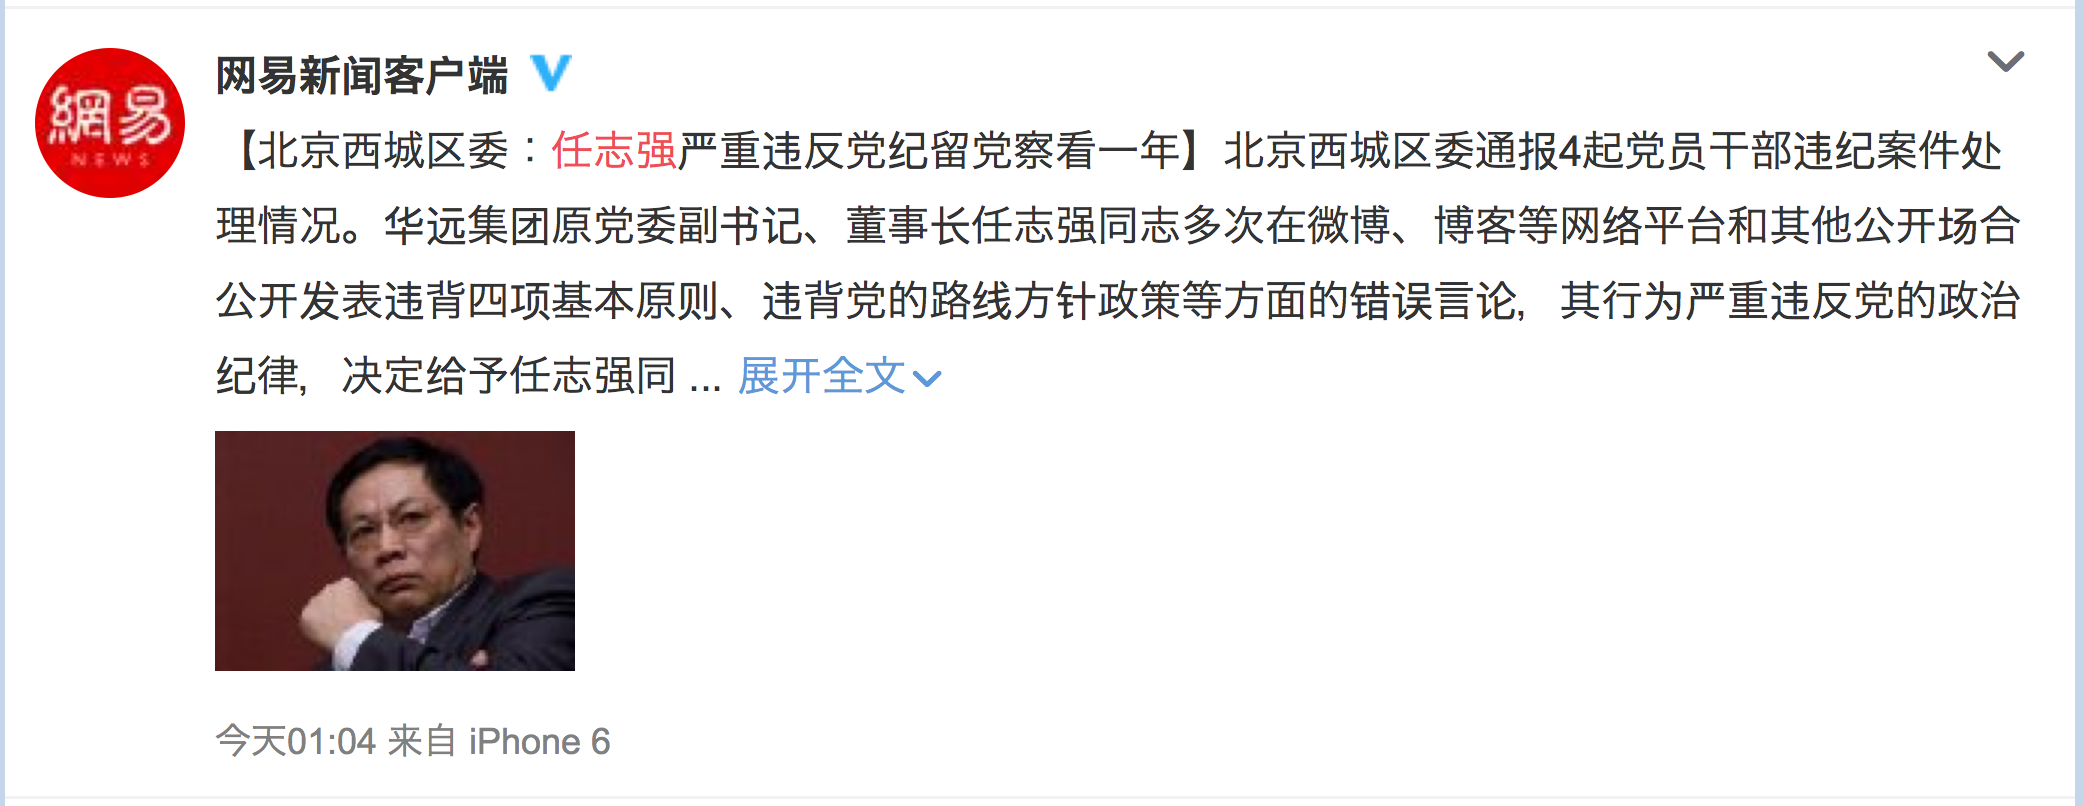 網易
NEWS
网易新闻客户端
【北京西城区委：任志强严重违反党纪留党察看一年】北京西城区委通报4起党员干部违纪案件处
理情况。华远集团原党委副书记、董事长任志强同志多次在微博、博客等网络平台和其他公开场合
公开发表违背四项基本原则、违背党的路线方针政策等方面的错误言论，其行为严重违反党的政治
纪律，决定给予任志强同 ... 展开全文
今天01:04 来自 iPhone 6